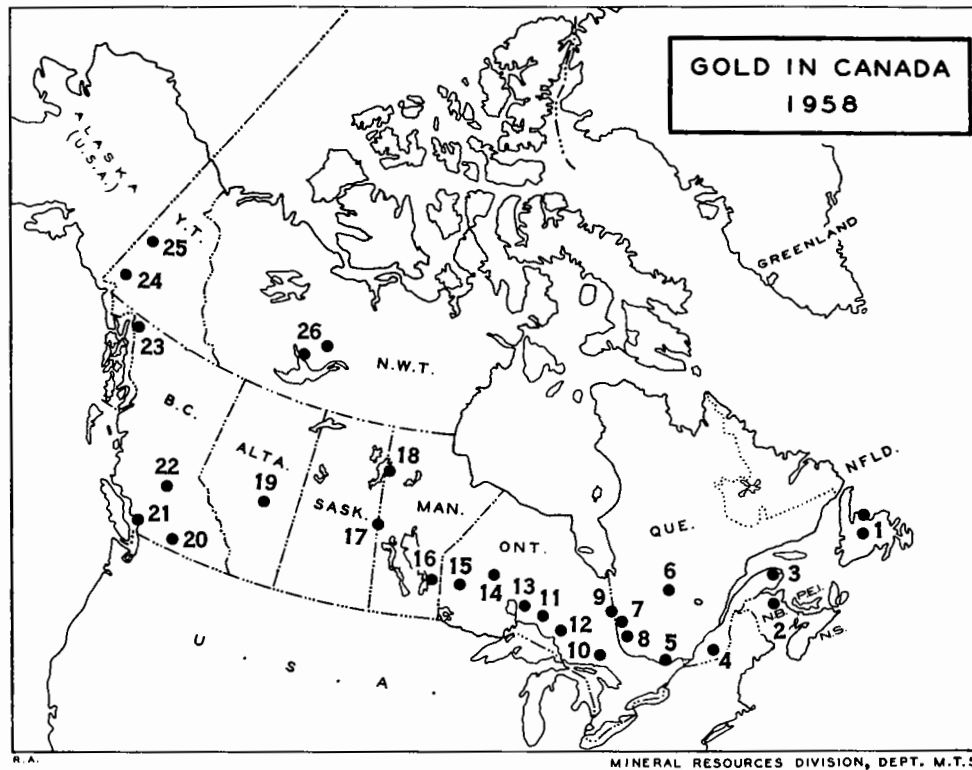 GOLD IN CANADA
1958
ALASKA
(U.S.A.)
Y.T.
25
24
GREENLAND
23
26
N.W.T.
B.C.
ALTA.
18
22
19
SASK.
MAN.
NFLD.
21
20
17
QUE.
1
ONT.
16
15
14
13
11
9
7
6
3
P.E.I.
N.B.
2
N.S.
12
8
10
5
4
U.S.A.
R.A.
MINERAL RESOURCES DIVISION, DEPT. M.T.S